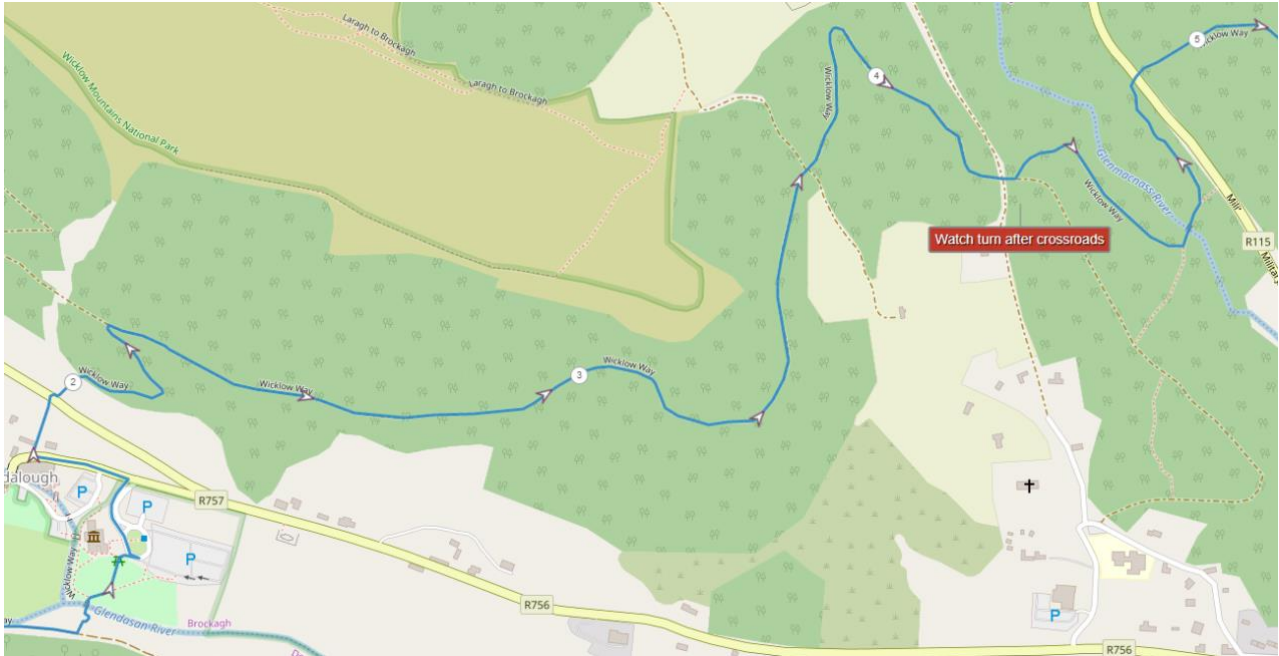 Laragh to Brockagh
Laragh to Brockagh
Wicklow Mountains National Park
Wicklow Way
4
5
Wicklow Way
Glenmacnass River
Wicklow Way
Watch turn after crossroads
R115
2
Wicklow Way
Wicklow Way
3
Wicklow Way
dalough
P
P
R757
P
Wicklow Way
Glendasan River
Brockagh
R756
P
R756